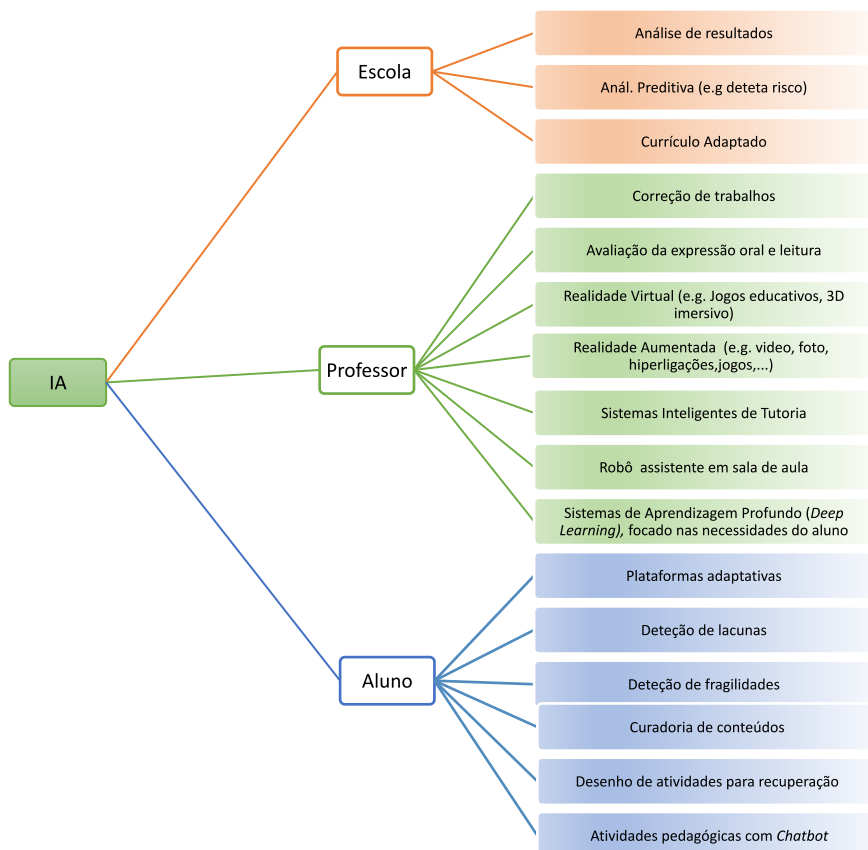 IA
Escola
Análise de resultados
Anál. Preditiva (e.g deteta risco)
Currículo Adaptado
Professor
Correção de trabalhos
Avaliação da expressão oral e leitura
Realidade Virtual (e.g. Jogos educativos, 3D
imersivo)
Realidade Aumentada (e.g. video, foto,
hiperligações,jogos,...)
Sistemas Inteligentes de Tutoria
Robô assistente em sala de aula
Sistemas de Aprendizagem Profundo (Deep
Learning), focado nas necessidades do aluno
Aluno
Plataformas adaptativas
Deteção de lacunas
Deteção de fragilidades
Curadoria de conteúdos
Desenho de atividades para recuperação
Atividades pedagógicas com Chatbot